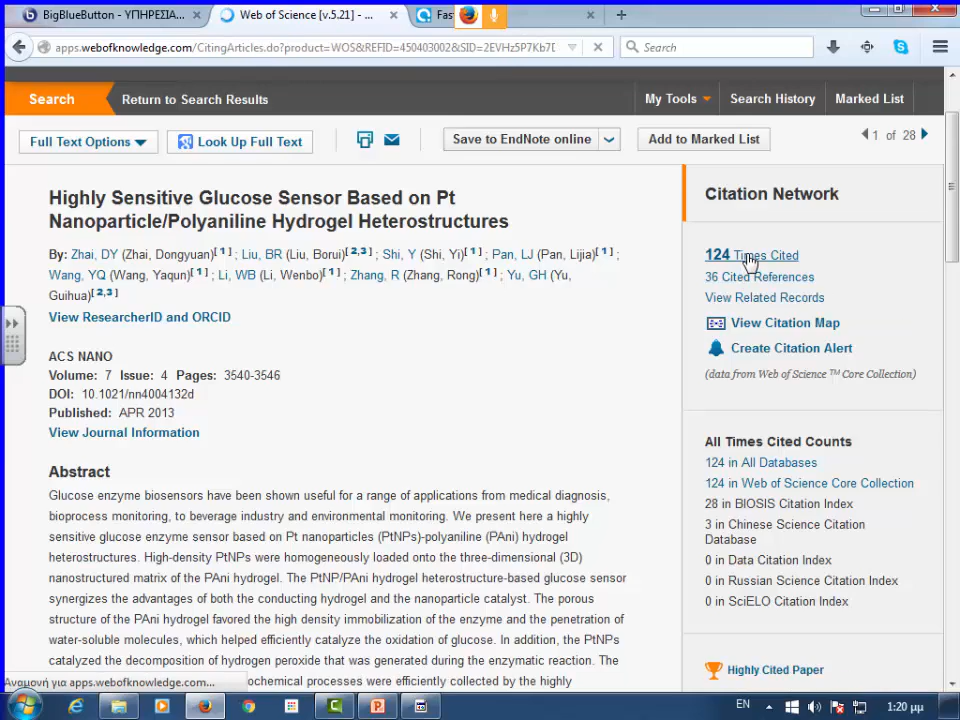 BigBlueButton - ΥΠΗΡΕΣΙΑ...
Web of Science [v.5.21] - ...
Fas
apps.webofknowledge.com/CitingArticles.do?product=WOS&REFID=450403002&SID=2EVHz5P7Kb7D
Search
Search
Return to Search Results
My Tools
Search History
Marked List
Full Text Options
Look Up Full Text
Save to EndNote online
Add to Marked List
1 of 28
Highly Sensitive Glucose Sensor Based on Pt
Nanoparticle/Polyaniline Hydrogel Heterostructures
By: Zhai, DY (Zhai, Dongyuan)[ 1 ] ; Liu, BR (Liu, Borui)[ 2,3 ] ; Shi, Y (Shi, Yi)[ 1 ] ; Pan, LJ (Pan, Lijia)[ 1 ] ;
Wang, YQ (Wang, Yaqun)[ 1 ] ; Li, WB (Li, Wenbo)[ 1 ] ; Zhang, R (Zhang, Rong)[ 1 ] ; Yu, GH (Yu,
Guihua)[ 2,3 ]
View ResearcherID and ORCID
ACS NANO
Volume: 7 Issue: 4 Pages: 3540-3546
DOI: 10.1021/nn4004132d
Published: APR 2013
View Journal Information
Abstract
Glucose enzyme biosensors have been shown useful for a range of applications from medical diagnosis,
bioprocess monitoring, to beverage industry and environmental monitoring. We present here a highly
sensitive glucose enzyme sensor based on Pt nanoparticles (PtNPs)-polyaniline (PAni) hydrogel
heterostructures. High-density PtNPs were homogeneously loaded onto the three-dimensional (3D)
nanostructured matrix of the PAni hydrogel. The PtNP/PAni hydrogel heterostructure-based glucose sensor
synergizes the advantages of both the conducting hydrogel and the nanoparticle catalyst. The porous
structure of the PAni hydrogel favored the high density immobilization of the enzyme and the penetration of
water-soluble molecules, which helped efficiently catalyze the oxidation of glucose. In addition, the PtNPs
catalyzed the decomposition of hydrogen peroxide that was generated during the enzymatic reaction. The
ochemical processes were efficiently collected by the highly
Citation Network
124 Times Cited
36 Cited References
View Related Records
View Citation Map
Create Citation Alert
(data from Web of Science ™ Core Collection)
All Times Cited Counts
124 in All Databases
124 in Web of Science Core Collection
28 in BIOSIS Citation Index
3 in Chinese Science Citation
Database
0 in Data Citation Index
0 in Russian Science Citation Index
0 in SciELO Citation Index
Highly Cited Paper
Αναμονή για apps.webofknowledge.com...
EN
1:20 μμ